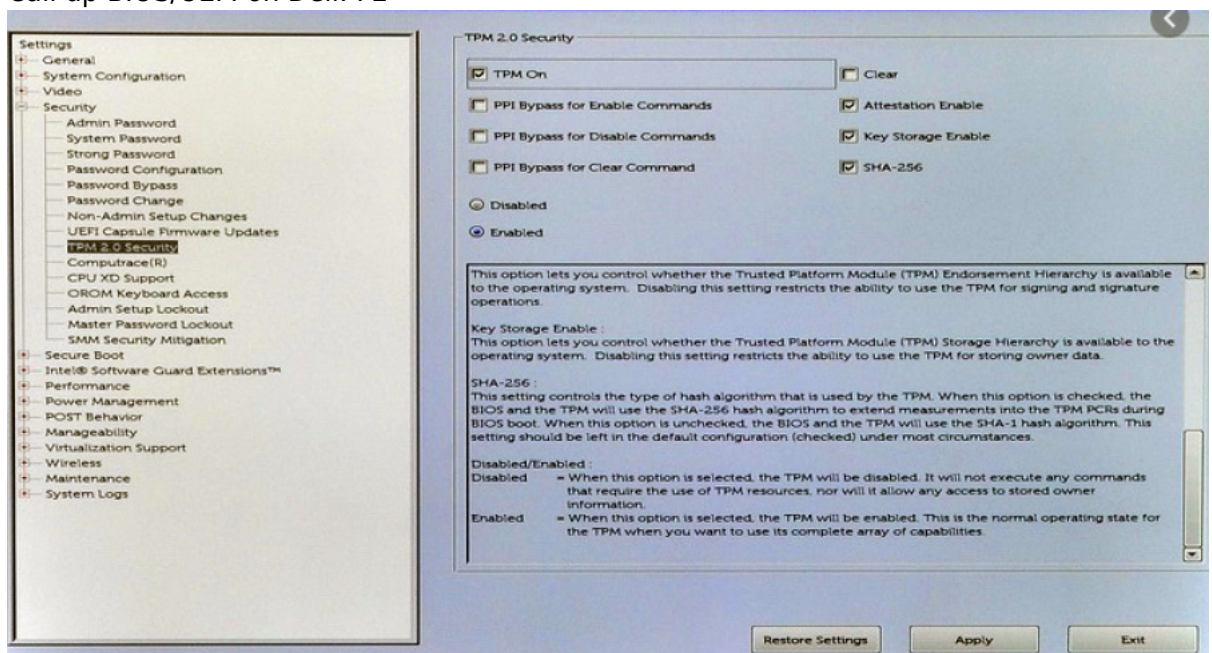 Settings
General
System Configuration
Video
Security
Admin Password
System Password
Strong Password
Password Configuration
Password Bypass
Password Change
Non-Admin Setup Changes
UEFI Capsule Firmware Updates
TPM 2.0 Security
Computrace(R)
CPU XD Support
OROM Keyboard Access
Admin Setup Lockout
Master Password Lockout
SMM Security Mitigation
Secure Boot
Intel® Software Guard Extensions™
Performance
Power Management
POST Behavior
Manageability
Virtualization Support
Wireless
Maintenance
System Logs
TPM 2.0 Security
TPM On
Clear
PPI Bypass for Enable Commands
Attestation Enable
PPI Bypass for Disable Commands
Key Storage Enable
PPI Bypass for Clear Command
SHA-256
Disabled
Enabled
This option lets you control whether the Trusted Platform Module (TPM) Endorsement Hierarchy is available
to the operating system. Disabling this setting restricts the ability to use the TPM for signing and signature
operations.
Key Storage Enable :
This option lets you control whether the Trusted Platform Module (TPM) Storage Hierarchy is available to the
operating system. Disabling this setting restricts the ability to use the TPM for storing owner data.
SHA-256 :
This setting controls the type of hash algorithm that is used by the TPM. When this option is checked, the
BIOS and the TPM will use the SHA-256 hash algorithm to extend measurements into the TPM PCRs during
BIOS boot. When this option is unchecked, the BIOS and the TPM will use the SHA-1 hash algorithm. This
setting should be left in the default configuration (checked) under most circumstances.
Disabled/Enabled :
Disabled = When this option is selected, the TPM will be disabled. It will not execute any commands
that require the use of TPM resources, nor will it allow any access to stored owner
information.
Enabled = When this option is selected, the TPM will be enabled. This is the normal operating state for
the TPM when you want to use its complete array of capabilities.
Restore Settings
Apply
Exit